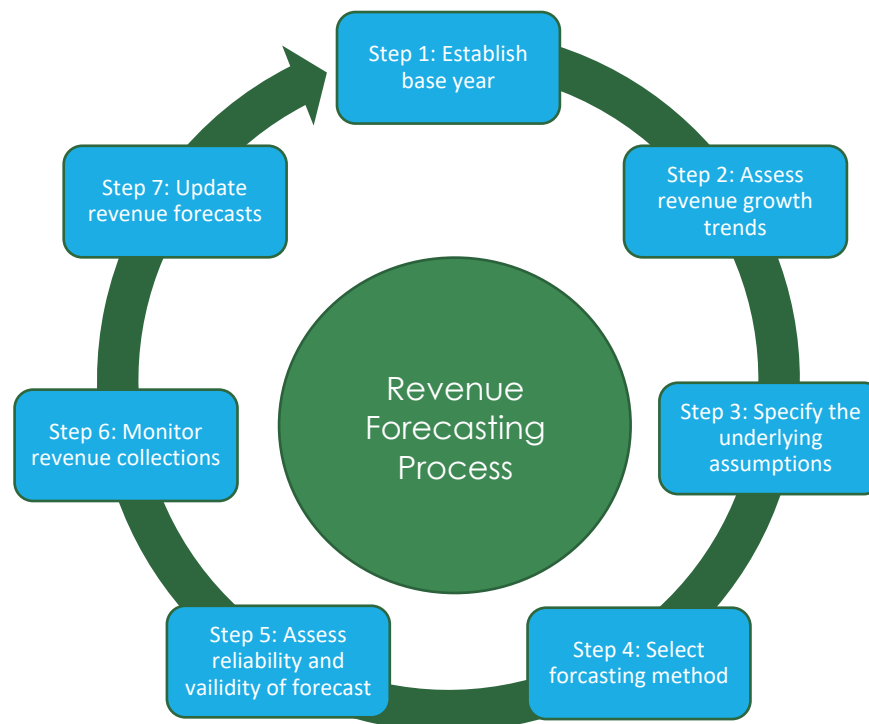 Step 1: Establish
base year
Step 2: Assess
revenue growth
trends
Step 3: Specify the
underlying
assumptions
Step 4: Select
forcasting method
Step 5: Assess
reliability and
vailidity of forecast
Step 6: Monitor
revenue collections
Step 7: Update
revenue forecasts
Revenue
Forecasting
Process